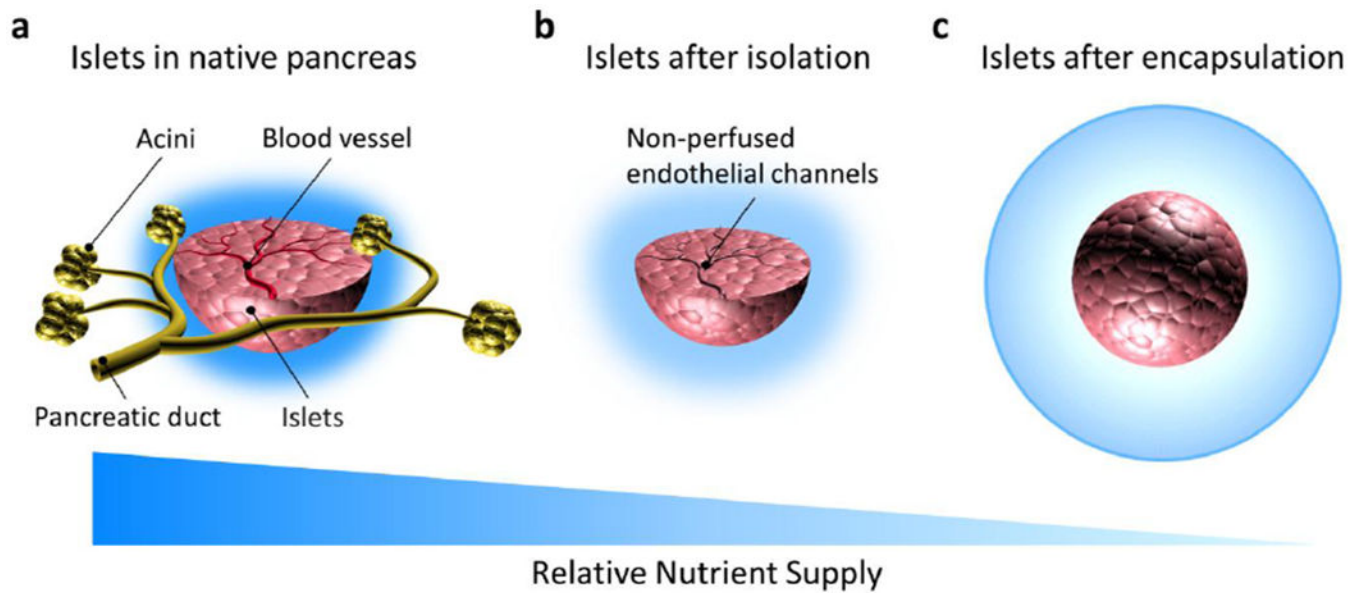 a
Islets in native pancreas
Acini
Blood vessel
Pancreatic duct
Islets
b
Islets after isolation
Non-perfused
endothelial channels
c
Islets after encapsulation
Relative Nutrient Supply